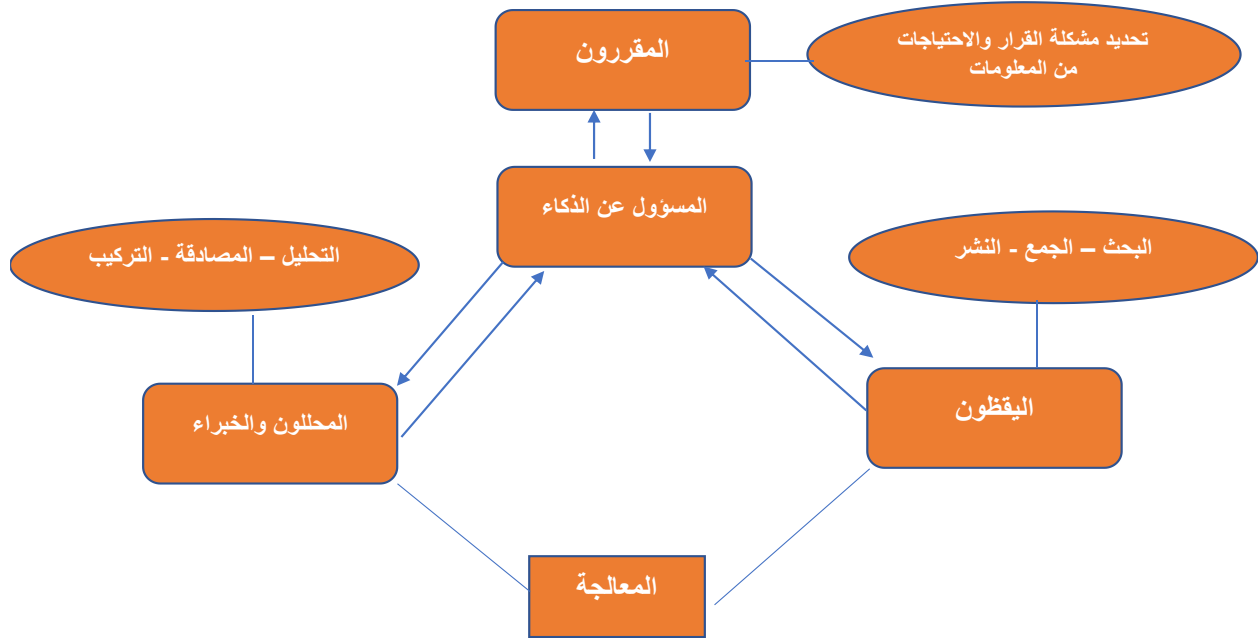 المقررون
تحديد مشكلة القرار والاحتياجات
من المعلومات
المسؤول عن الذكاء
البحث – الجمع - النشر
التحليل – المصادقة - التركيب
اليقظون
المحللون والخبراء
المعالجة